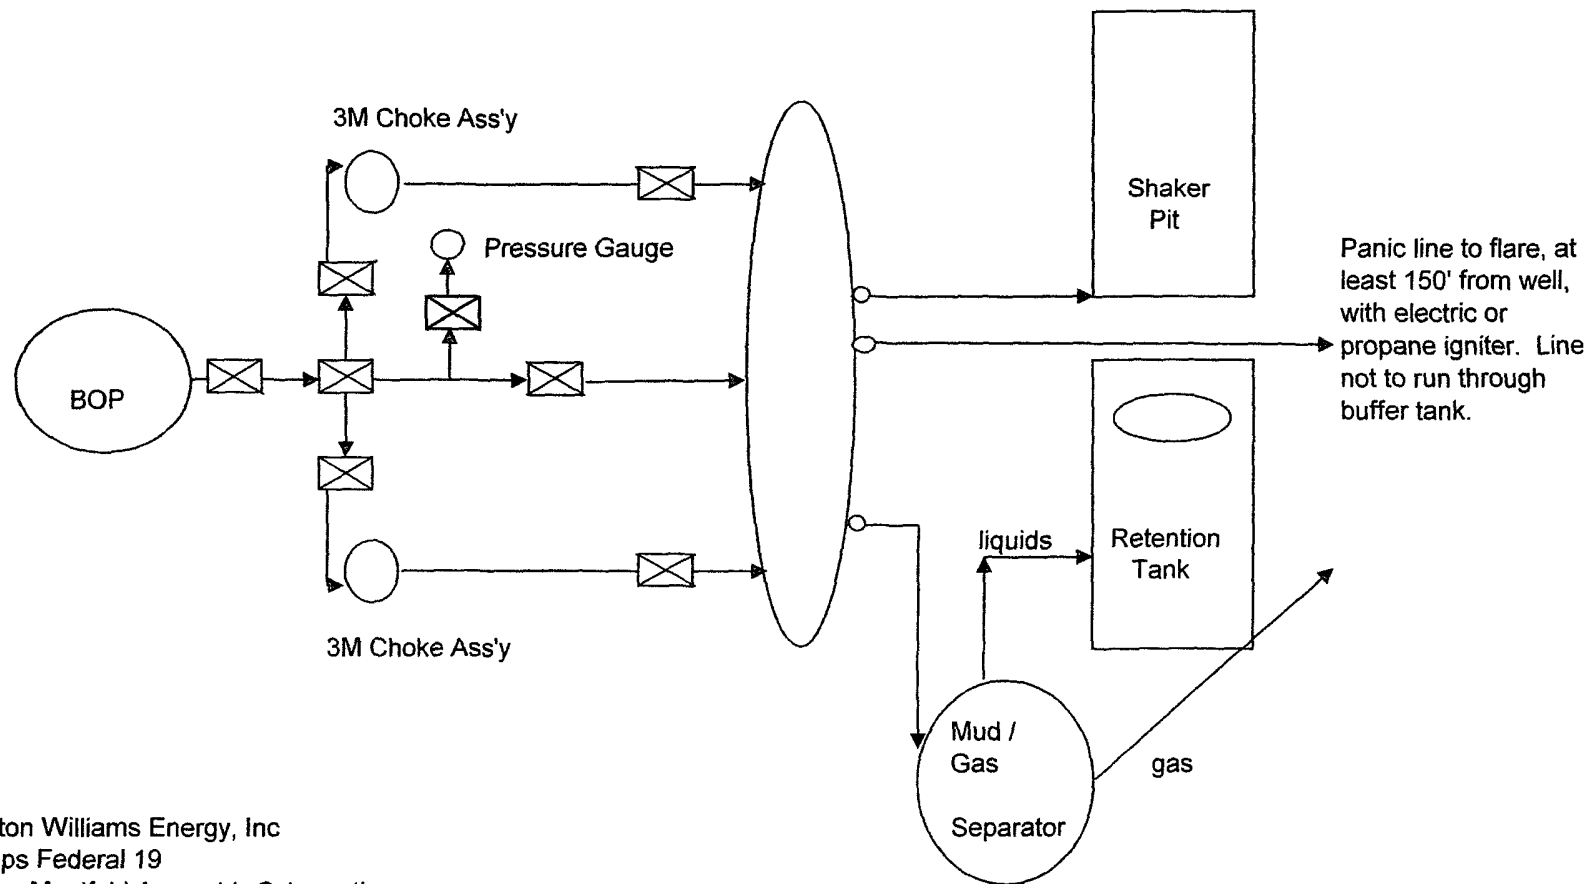 3M Choke Ass'y
Pressure Gauge
BOP
3M Choke Ass'y
Shaker
Pit
Panic line to flare, at
least 150' from well,
with electric or
propane igniter. Line
not to run through
buffer tank.
liquids
Retention
Tank
Mud /
Gas
Separator
gas
ton Williams Energy, Inc
ps Federal 19